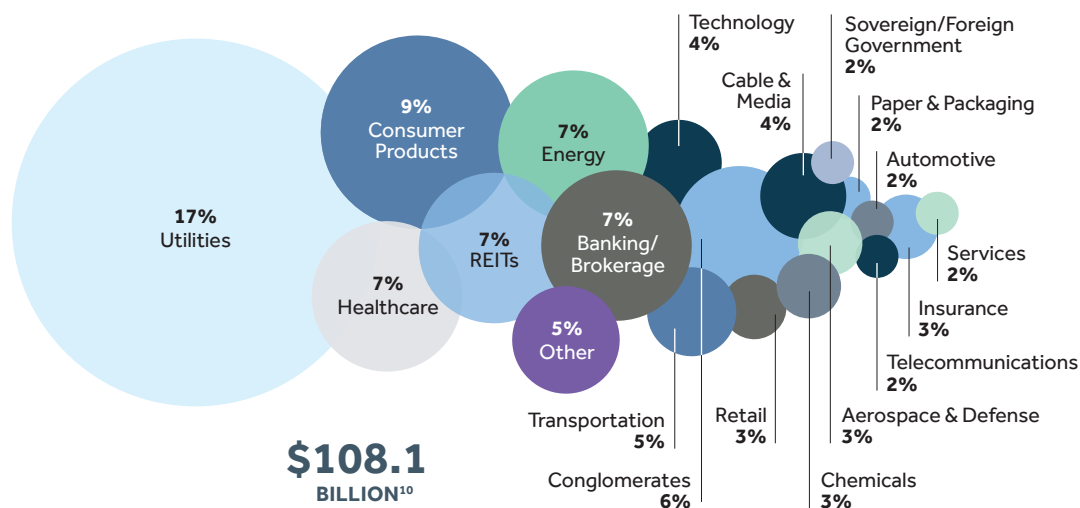 17%
Utilities
9%
Consumer
Products
7%
Healthcare
7%
Energy
7%
REITs
7%
Banking/
Brokerage
5%
Other
Technology
4%
Cable &
Media
4%
Sovereign/Foreign
Government
2%
Paper & Packaging
2%
Automotive
2%
Services
2%
Insurance
3%
Telecommunications
2%
Aerospace & Defense
3%
Chemicals
3%
Retail
3%
Transportation
5%
Conglomerates
6%
$108.1
BILLION¹⁰